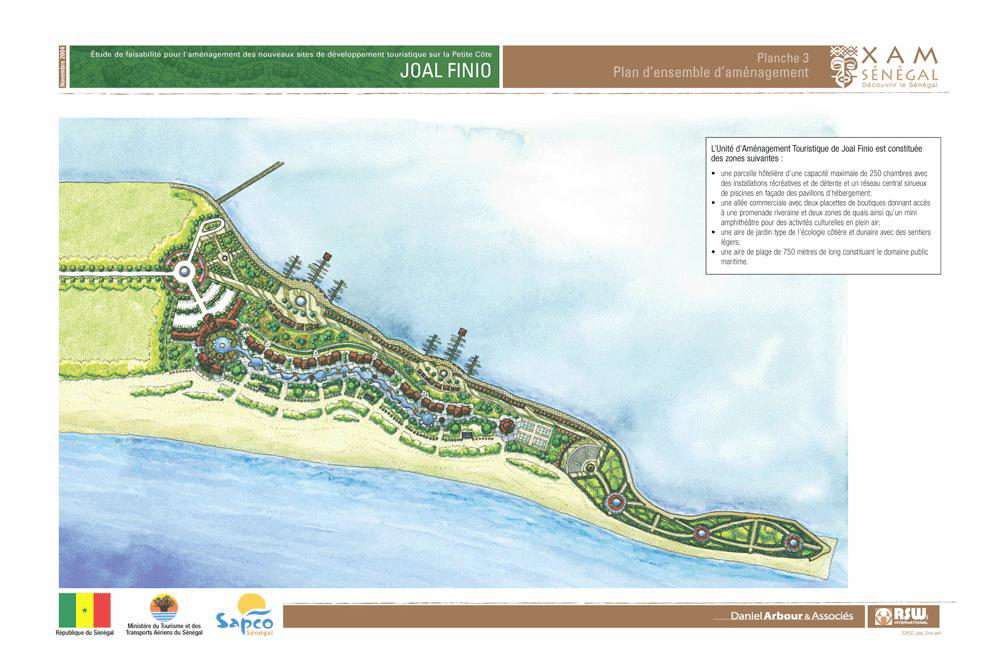 Novembre 2004
Étude de faisabilité pour l'aménagement des nouveaux sites de développement touristique sur la Petite Côte
JOAL FINIO
Planche 3
Plan d'ensemble d'aménagement
XAM
SÉNÉGAL
Découvrir le Sénégal
L'Unité d'Aménagement Touristique de Joal Finio est constituée
des zones suivantes :
• une parcelle hôtelière d'une capacité maximale de 250 chambres avec
des installations récréatives et de détente et un réseau central sinueux
de piscines en façade des pavillons d'hébergement;
• une allée commerciale avec deux placettes de boutiques donnant accès
à une promenade riveraine et deux zones de quais ainsi qu'un mini
amphithéâtre pour des activités culturelles en plein air;
• une aire de jardin type de l'écologie côtière et dunaire avec des sentiers
légers;
• une aire de plage de 750 mètres de long constituant le domaine public
maritime.
République du Sénégal
Ministère du Tourisme et des
Transports Aériens du Sénégal
Sapco
Sénégal
Daniel Arbour & Associés
RSW
INTERNATIONAL